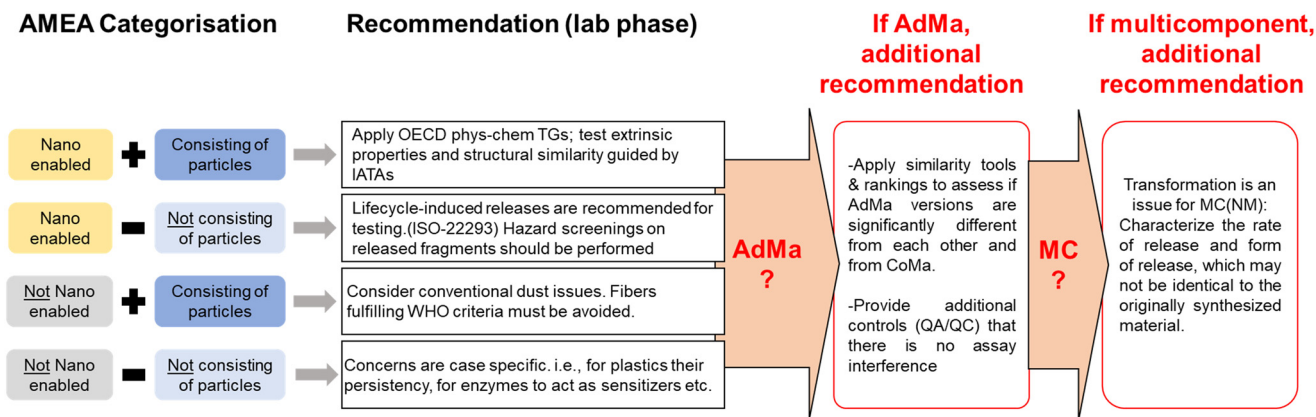 AMEA Categorisation
Recommendation (lab phase)
If AdMa,
additional
recommendation
If multicomponent,
additional
recommendation
Nano
enabled
+
Consisting of
particles
Apply OECD phys-chem TGs; test extrinsic
properties and structural similarity guided by
IATAs
Nano
enabled
-
Not consisting
of particles
Lifecycle-induced releases are recommended for
testing.(ISO-22293) Hazard screenings on
released fragments should be performed
Not Nano
enabled
+
Consisting of
particles
Consider conventional dust issues. Fibers
fulfilling WHO criteria must be avoided.
Not Nano
enabled
-
Not consisting
of particles
Concerns are case specific. i.e., for plastics their
persistency, for enzymes to act as sensitizers etc.
AdMa
?
-Apply similarity tools
& rankings to assess if
AdMa versions are
significantly different
from each other and
from CoMa.
-Provide additional
controls (QA/QC) that
there is no assay
interference
MC
?
Transformation is an
issue for MC(NM):
Characterize the rate
of release and form
of release, which may
not be identical to the
originally synthesized
material.